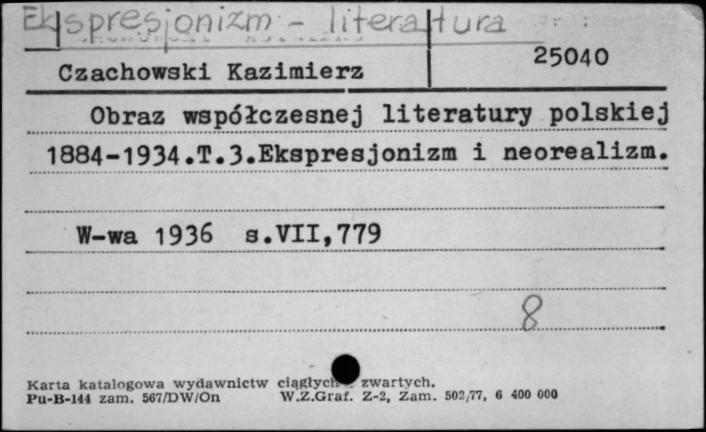 Ekspresjonizm - literatura
Czachowski Kazimierz
25040
Obraz współczesnej literatury polskiej
1884-1934.T.3.Ekspresjonizm i neorealizm.
W-wa 1936 s.VII,779
8
Karta katalogowa wydawnictw ciągłych zwartych.
Pu-B-144 zam. 567/DW/On W.Z.Graf. Z-2, Zam. 502/77, 6 400 000